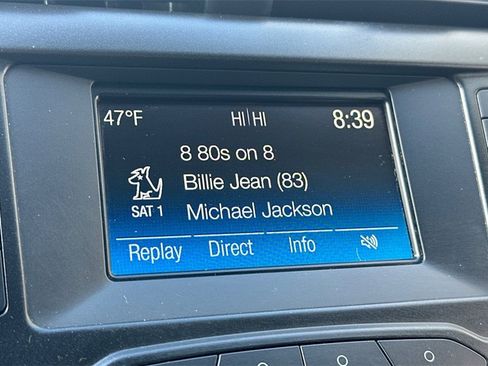 47°F HI|HI 8:39
8 80s on 8
Billie Jean (83)
SAT 1 Michael Jackson
Replay Direct Info